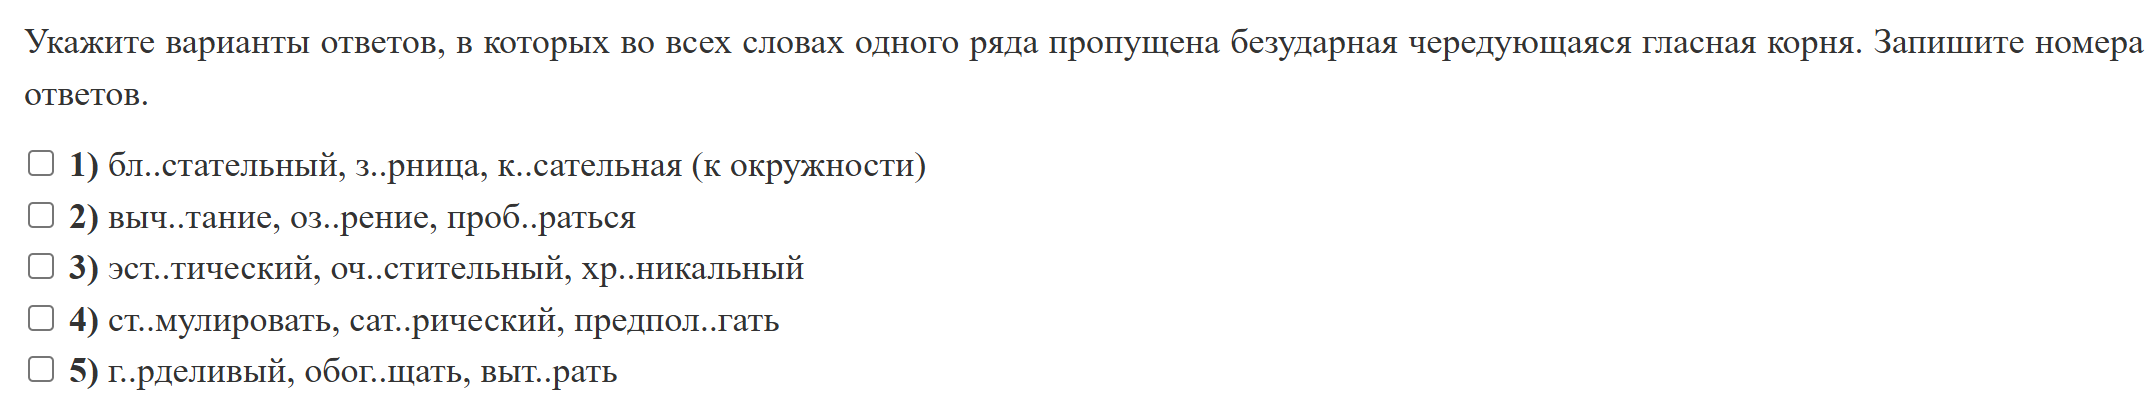 Укажите варианты ответов, в которых во всех словах одного ряда пропущена безударная чередующаяся гласная корня. Запишите номера
ответов.
1) бл..стательный, з..рница, к..сательная (к окружности)
2) выч..тание, оз..рение, проб..раться
3) эст..тический, оч..стительный, хр..никальный
4) ст..мулировать, сат..рический, предпол..гать
5) г..рделивый, обог..щать, выт..рать